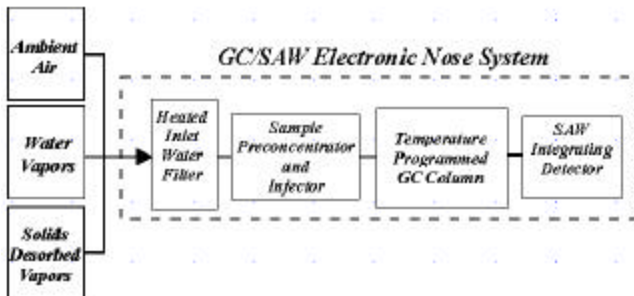 Ambient
Air
GC/SAW Electronic Nose System
Water
Vapors
Heated
Inlet
Water
Filter
Sample
Preconcentrator
and
Injector
Temperature
Programmed
GC Column
SAW
Integrating
Detector
Solids
Desorbed
Vapors